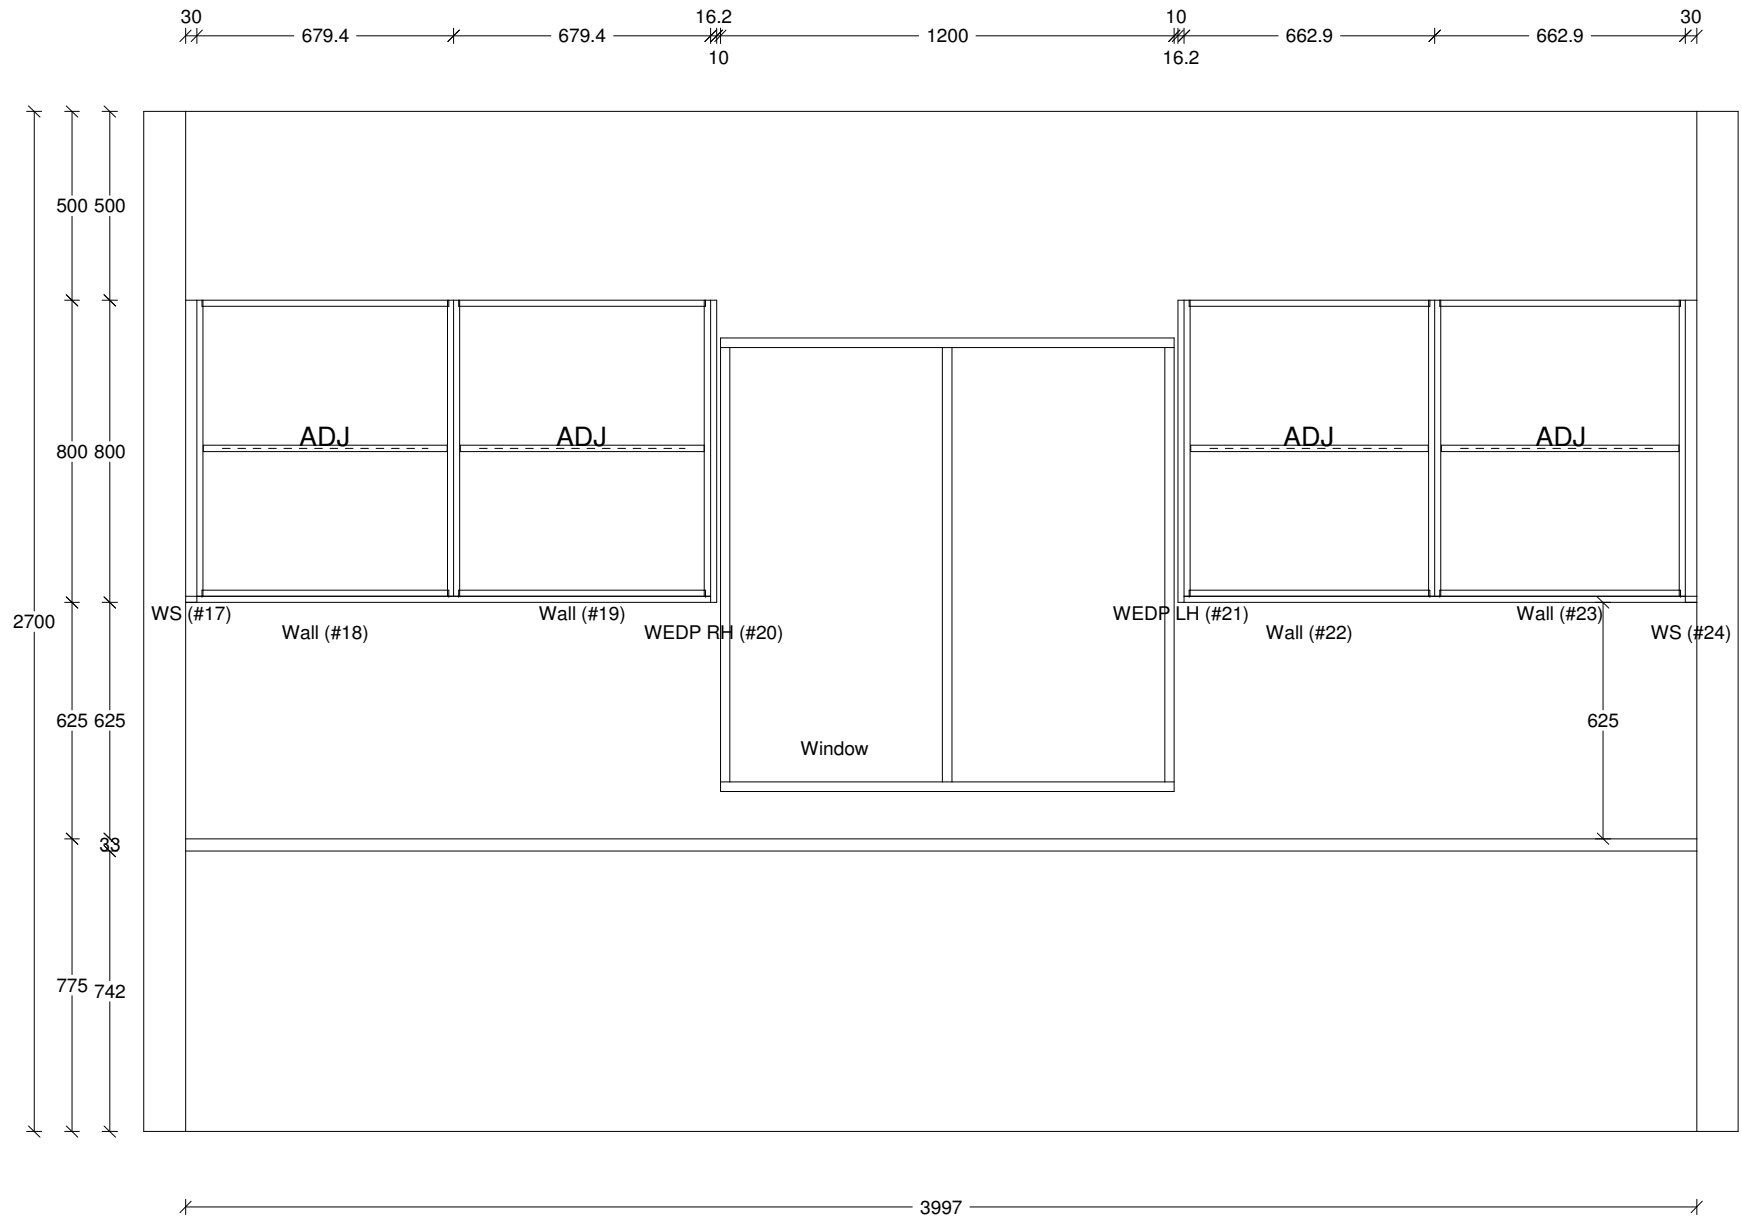 30 16.2 10 30
679.4 679.4 1200 662.9 662.9
10 16.2
500 500
ADJ ADJ ADJ ADJ
800 800
WS (#17) Wall (#19) WEDP LH (#21) Wall (#23)
2700
Wall (#18) WEDP RH (#20) Wall (#22) WS (#24)
625 625 625
Window
33
775 742
3997